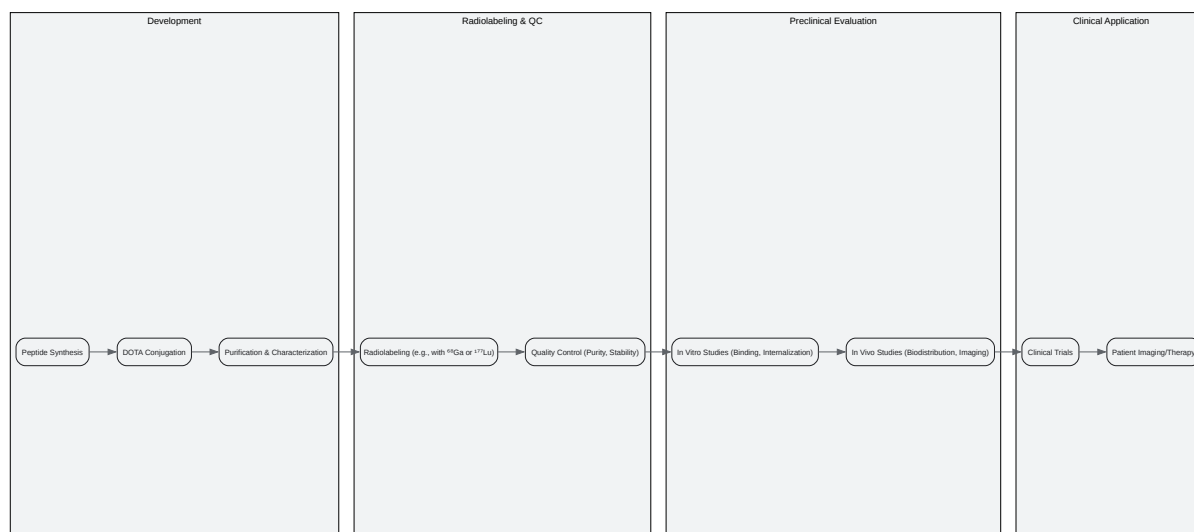 Development
Peptide Synthesis
DOTA Conjugation
Purification & Characterization
Radiolabeling & QC
Radiolabeling (e.g., with ⁶⁸Ga or ¹⁷⁷Lu)
Quality Control (Purity, Stability)
Preclinical Evaluation
In Vitro Studies (Binding, Internalization)
In Vivo Studies (Biodistribution, Imaging)
Clinical Application
Clinical Trials
Patient Imaging/Therapy